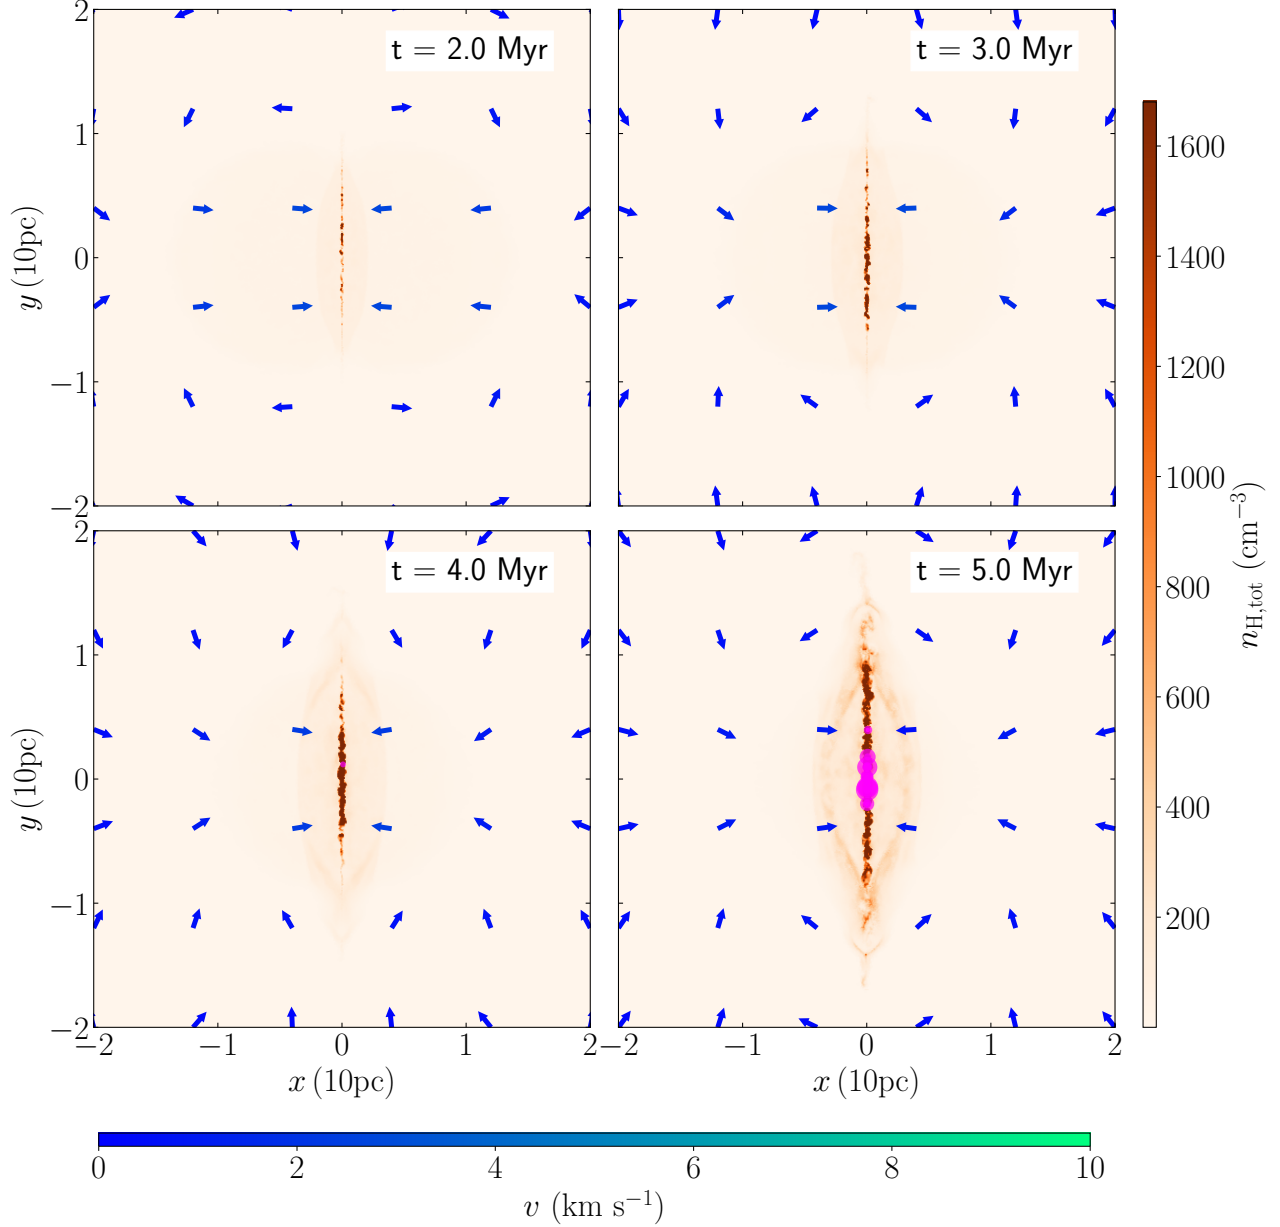 t = 2.0 Myr
t = 3.0 Myr
2
1
0
−1
−2
y (10pc)
t = 4.0 Myr
t = 5.0 Myr
2
1
0
−1
−2
y (10pc)
−2 −1 0 1 2
x (10pc)
−2 −1 0 1 2
x (10pc)
1600
1400
1200
1000
800
600
400
200
n_H,tot (cm⁻³)
0 2 4 6 8 10
v (km s⁻¹)